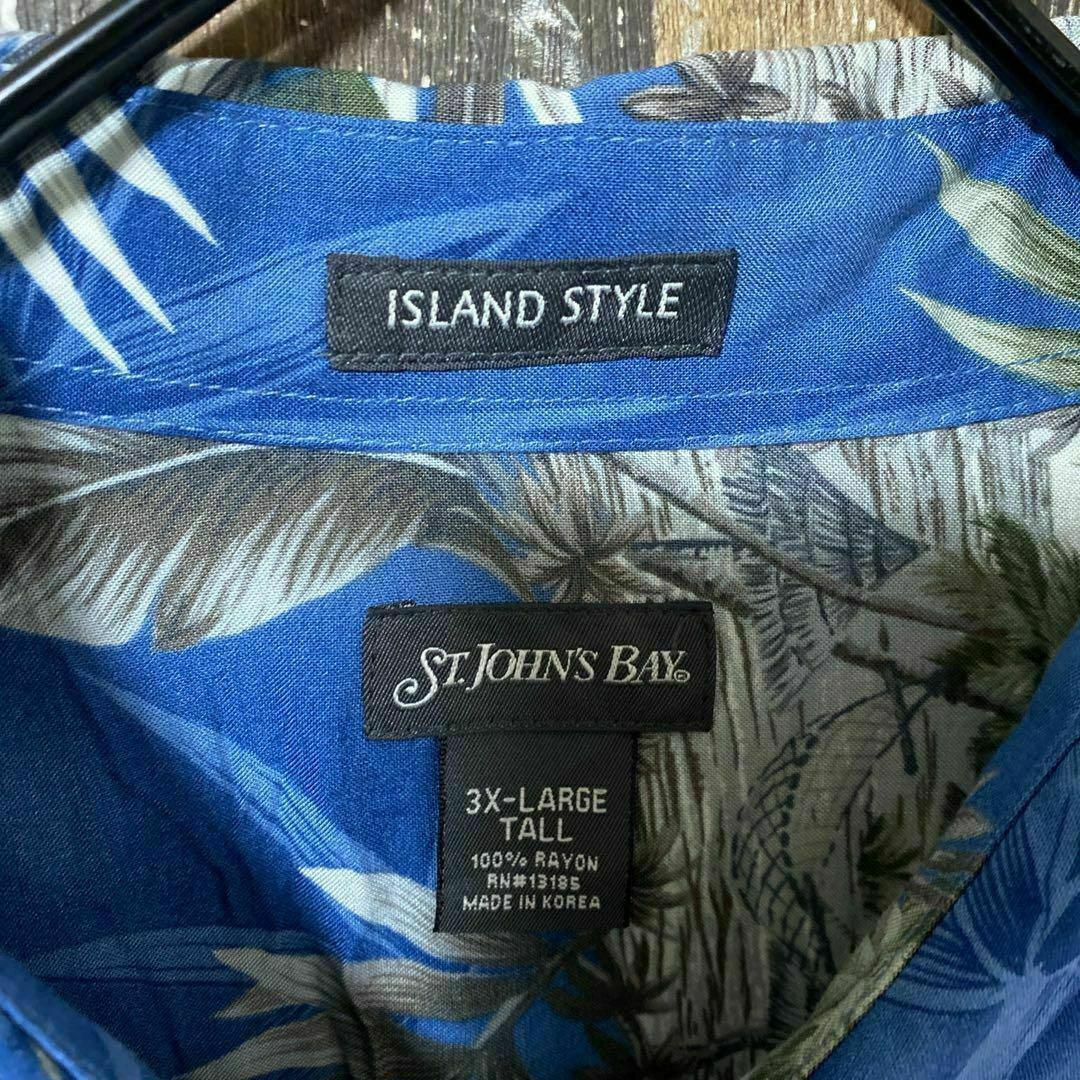 ISLAND STYLE
ST. JOHN'S BAY®
3X-LARGE
TALL
100% RAYON
RN#13185
MADE IN KOREA